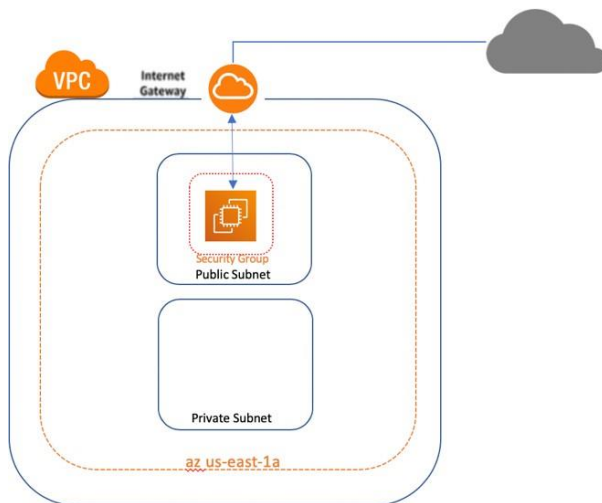 VPC
Internet
Gateway
Security Group
Public Subnet
Private Subnet
az us-east-1a